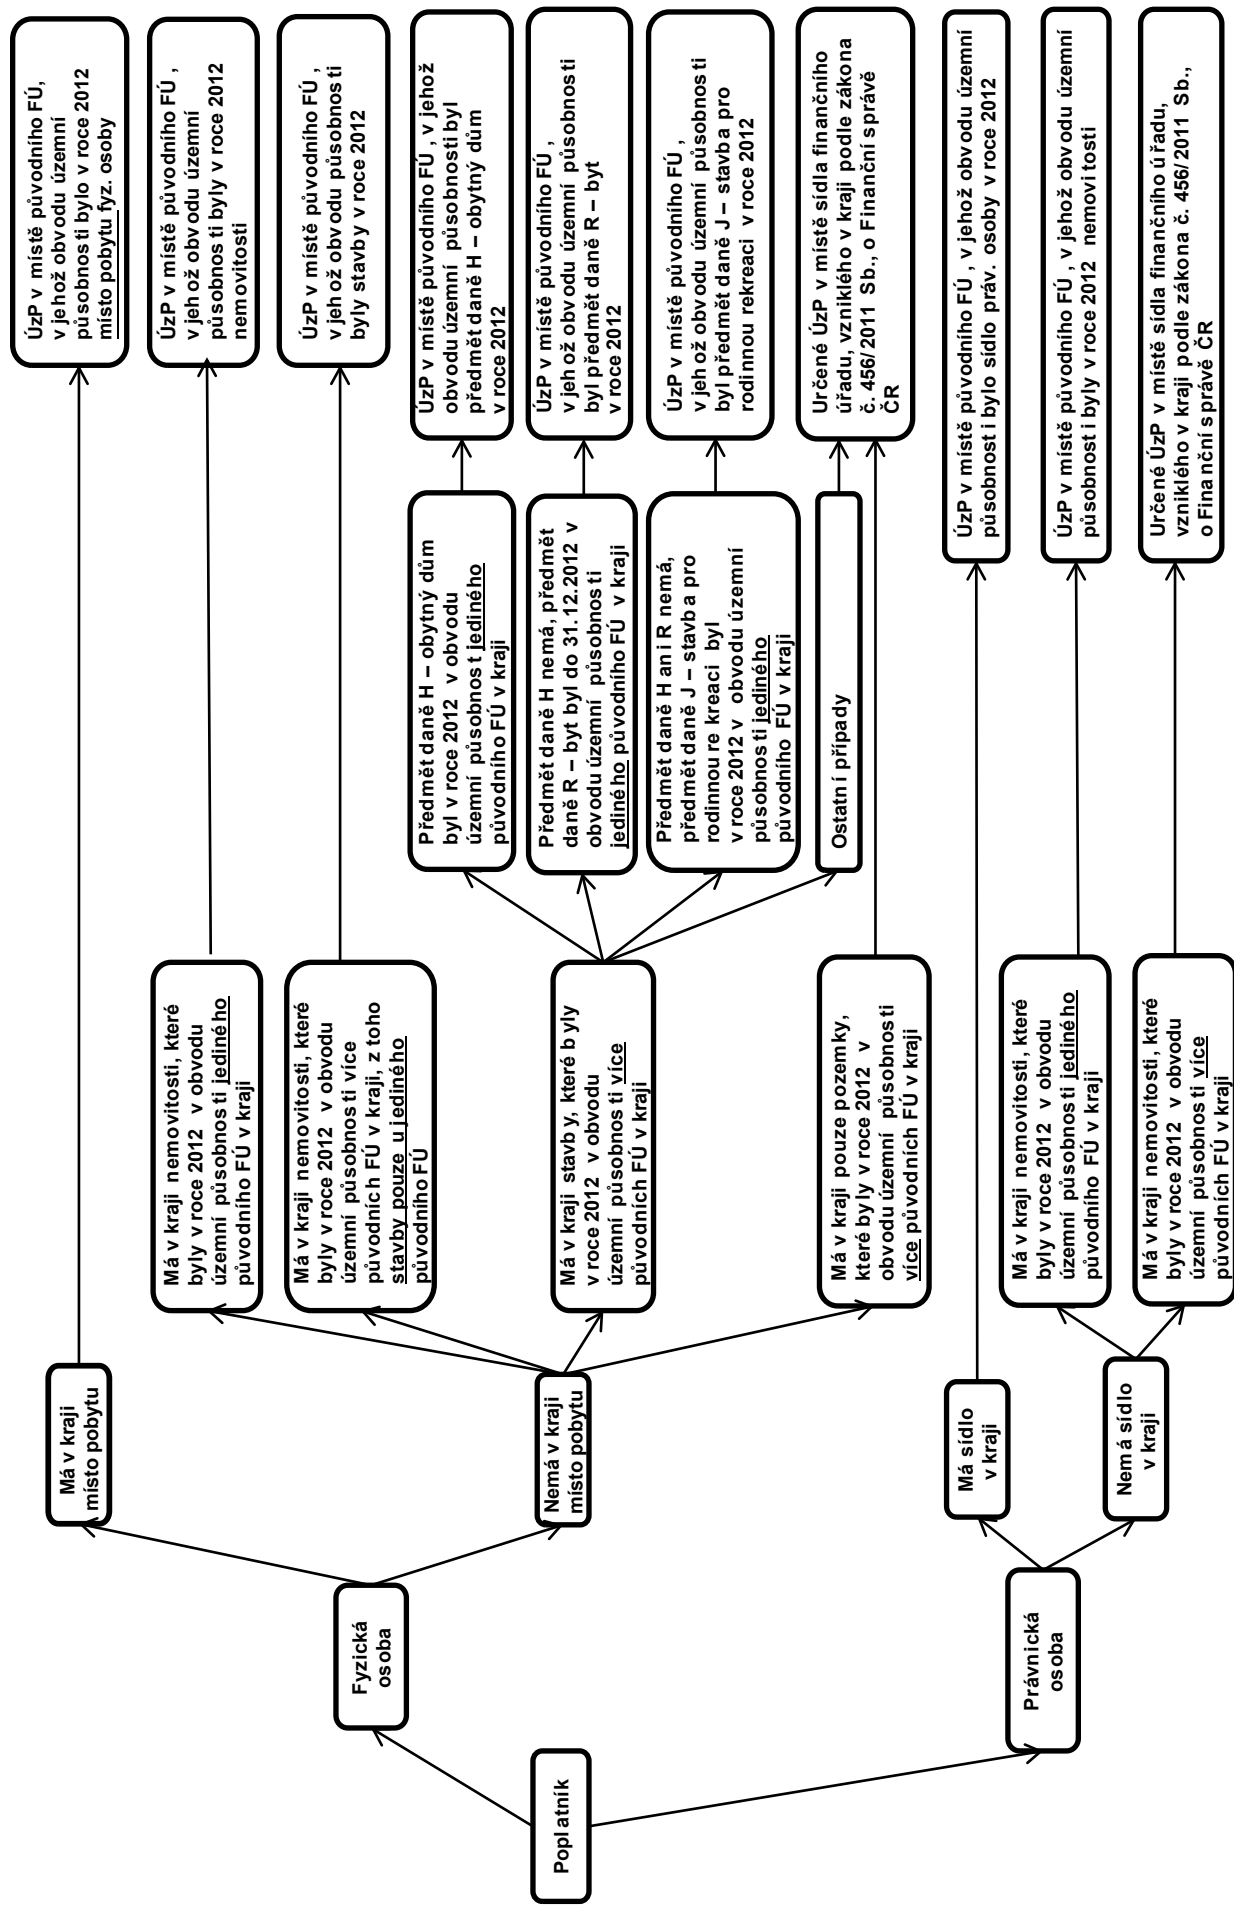 Poplatník
Fyzická
osoba
Právnická
osoba
Má v kraji
místo pobytu
Nemá v kraji
místo pobytu
Má sídlo
v kraji
Nemá sídlo
v kraji
Má v kraji nemovitosti, které
byly v roce 2012 v obvodu
územní působnosti jediného
původního FÚ v kraji
Má v kraji nemovitosti, které
byly v roce 2012 v obvodu
územní působnosti více
původních FÚ v kraji, z toho
stavby pouze u jediného
původního FÚ
Má v kraji stavby, které byly
v roce 2012 v obvodu
územní působnosti více
původních FÚ v kraji
Má v kraji pouze pozemky,
které byly v roce 2012 v
obvodu územní působnosti
více původních FÚ v kraji
Má v kraji nemovitosti, které
byly v roce 2012 v obvodu
územní působnosti jediného
původního FÚ v kraji
Má v kraji nemovitosti, které
byly v roce 2012 v obvodu
územní působnosti více
původních FÚ v kraji
Předmět daně H – obytný dům
byl v roce 2012 v obvodu
územní působnost jediného
původního FÚ v kraji
Předmět daně H nemá, předmět
daně R – byt byl do 31.12.2012 v
obvodu územní působnosti
jediného původního FÚ v kraji
Předmět daně H ani R nemá,
předmět daně J – stavba pro
rodinnou rekreaci byl
v roce 2012 v obvodu územní
působnosti jediného
původního FÚ v kraji
Ostatní případy
ÚzP v místě původního FÚ,
v jehož obvodu územní
působnosti bylo v roce 2012
místo pobytu fyz. osoby
ÚzP v místě původního FÚ ,
v jehož obvodu územní
působnosti byly v roce 2012
nemovitosti
ÚzP v místě původního FÚ ,
v jehož obvodu působnosti
byly stavby v roce 2012
ÚzP v místě původního FÚ , v jehož
obvodu územní působnosti byl
předmět daně H – obytný dům
v roce 2012
ÚzP v místě původního FÚ ,
v jehož obvodu územní působnosti
byl předmět daně R – byt
v roce 2012
ÚzP v místě původního FÚ ,
v jehož obvodu územní působnosti
byl předmět daně J – stavba pro
rodinnou rekreaci v roce 2012
Určené ÚzP v místě sídla finančního
úřadu, vzniklého v kraji podle zákona
č. 456/2011 Sb., o Finanční správě
ČR
ÚzP v místě původního FÚ , v jehož obvodu územní
působnosti bylo sídlo práv. osoby v roce 2012
ÚzP v místě původního FÚ , v jehož obvodu územní
působnosti byly v roce 2012 nemovitosti
Určené ÚzP v místě sídla finančního úřadu,
vzniklého v kraji podle zákona č. 456/2011 Sb.,
o Finanční správě ČR